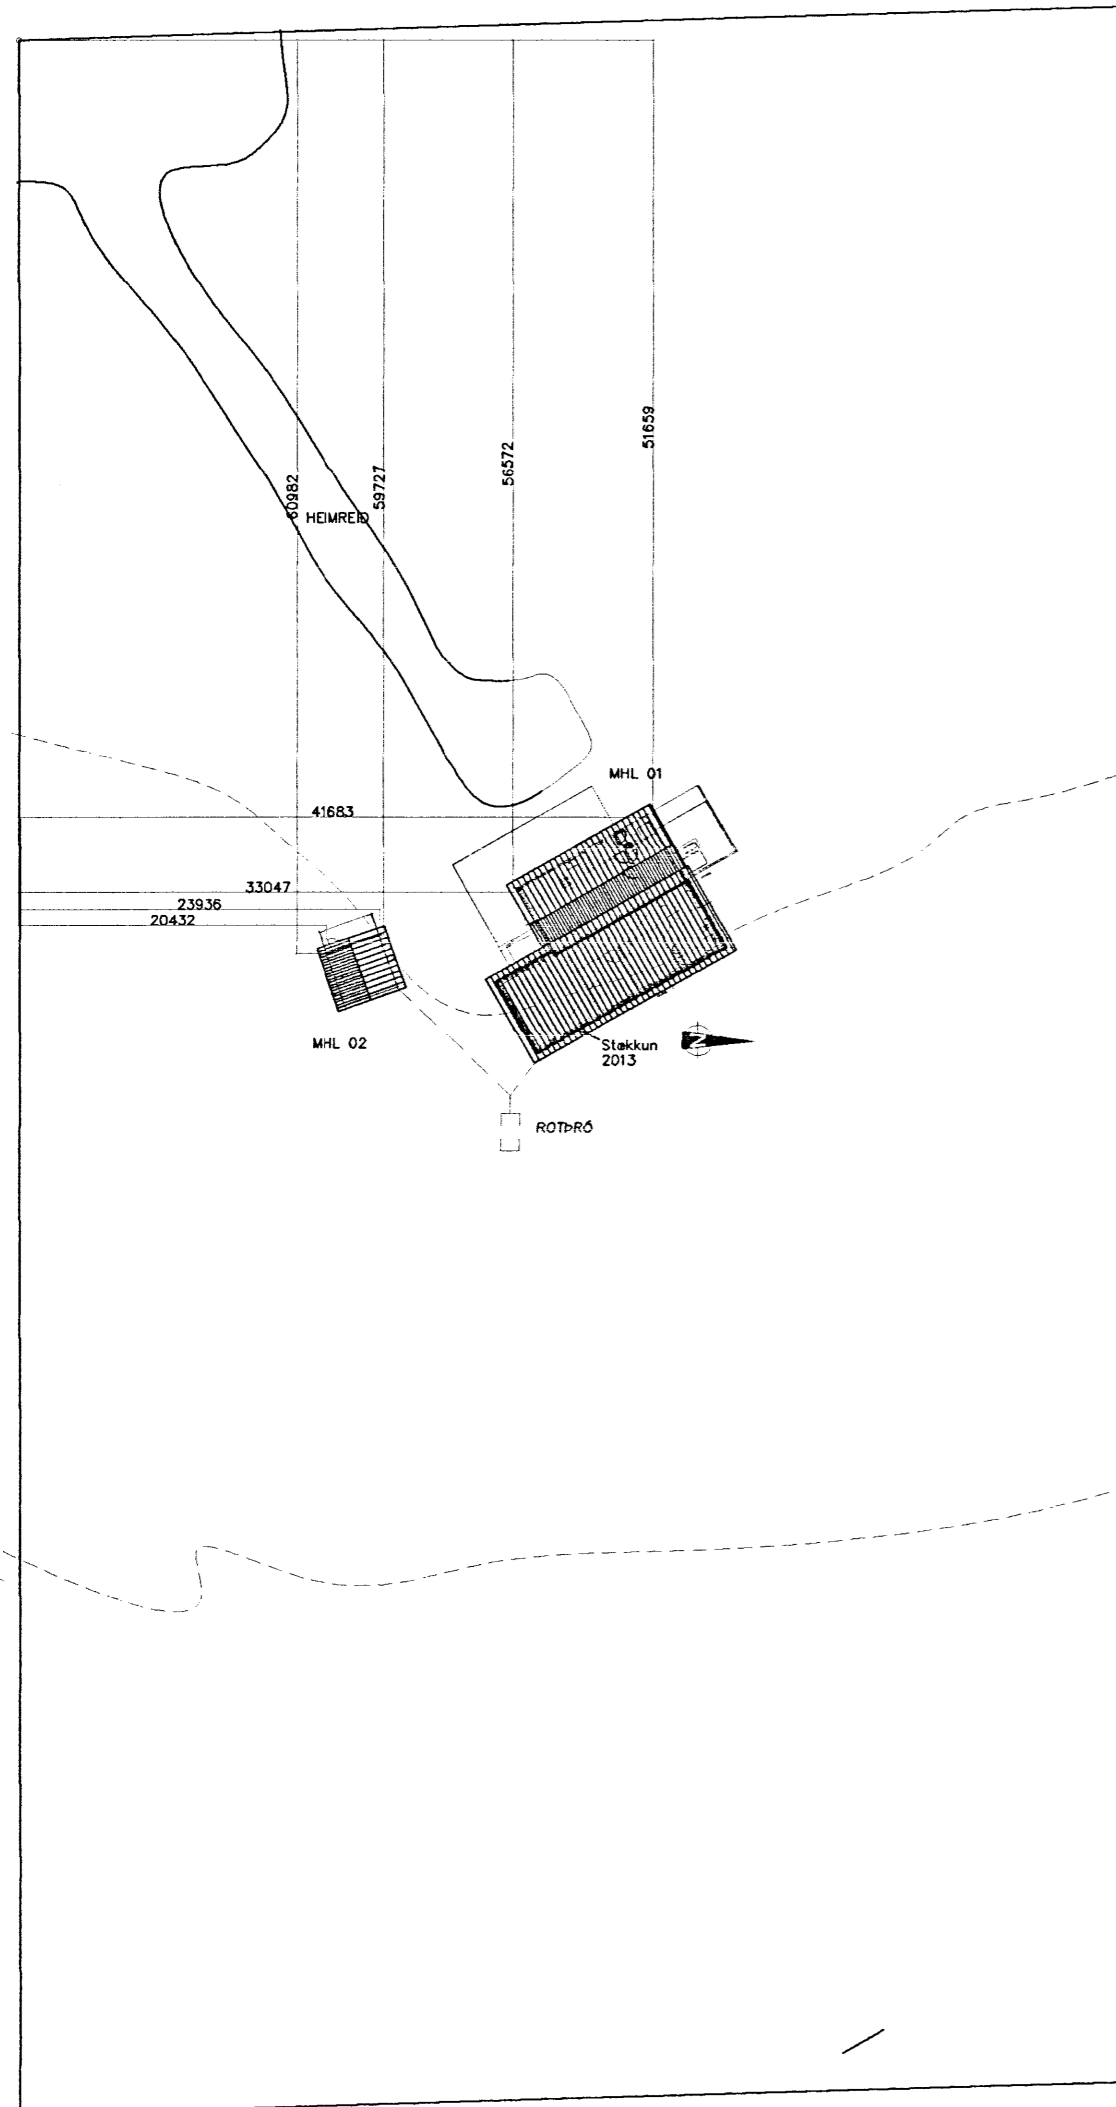 51659
56572
59727
60982
HEIMREIÐ
MHL 01
41683
33047
23936
20432
MHL 02
Stækkun
2013
N
ROTÞRÓ